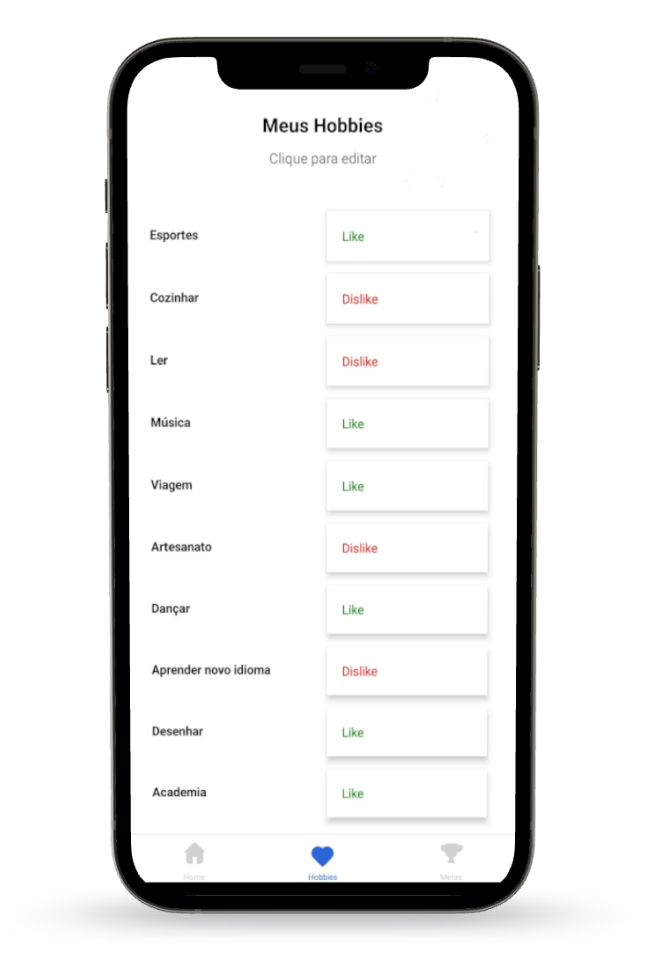 Meus Hobbies
Clique para editar
Esportes Like
Cozinhar Dislike
Ler Dislike
Música Like
Viagem Like
Artesanato Dislike
Dançar Like
Aprender novo idioma Dislike
Desenhar Like
Academia Like
Home Hobbies Metas